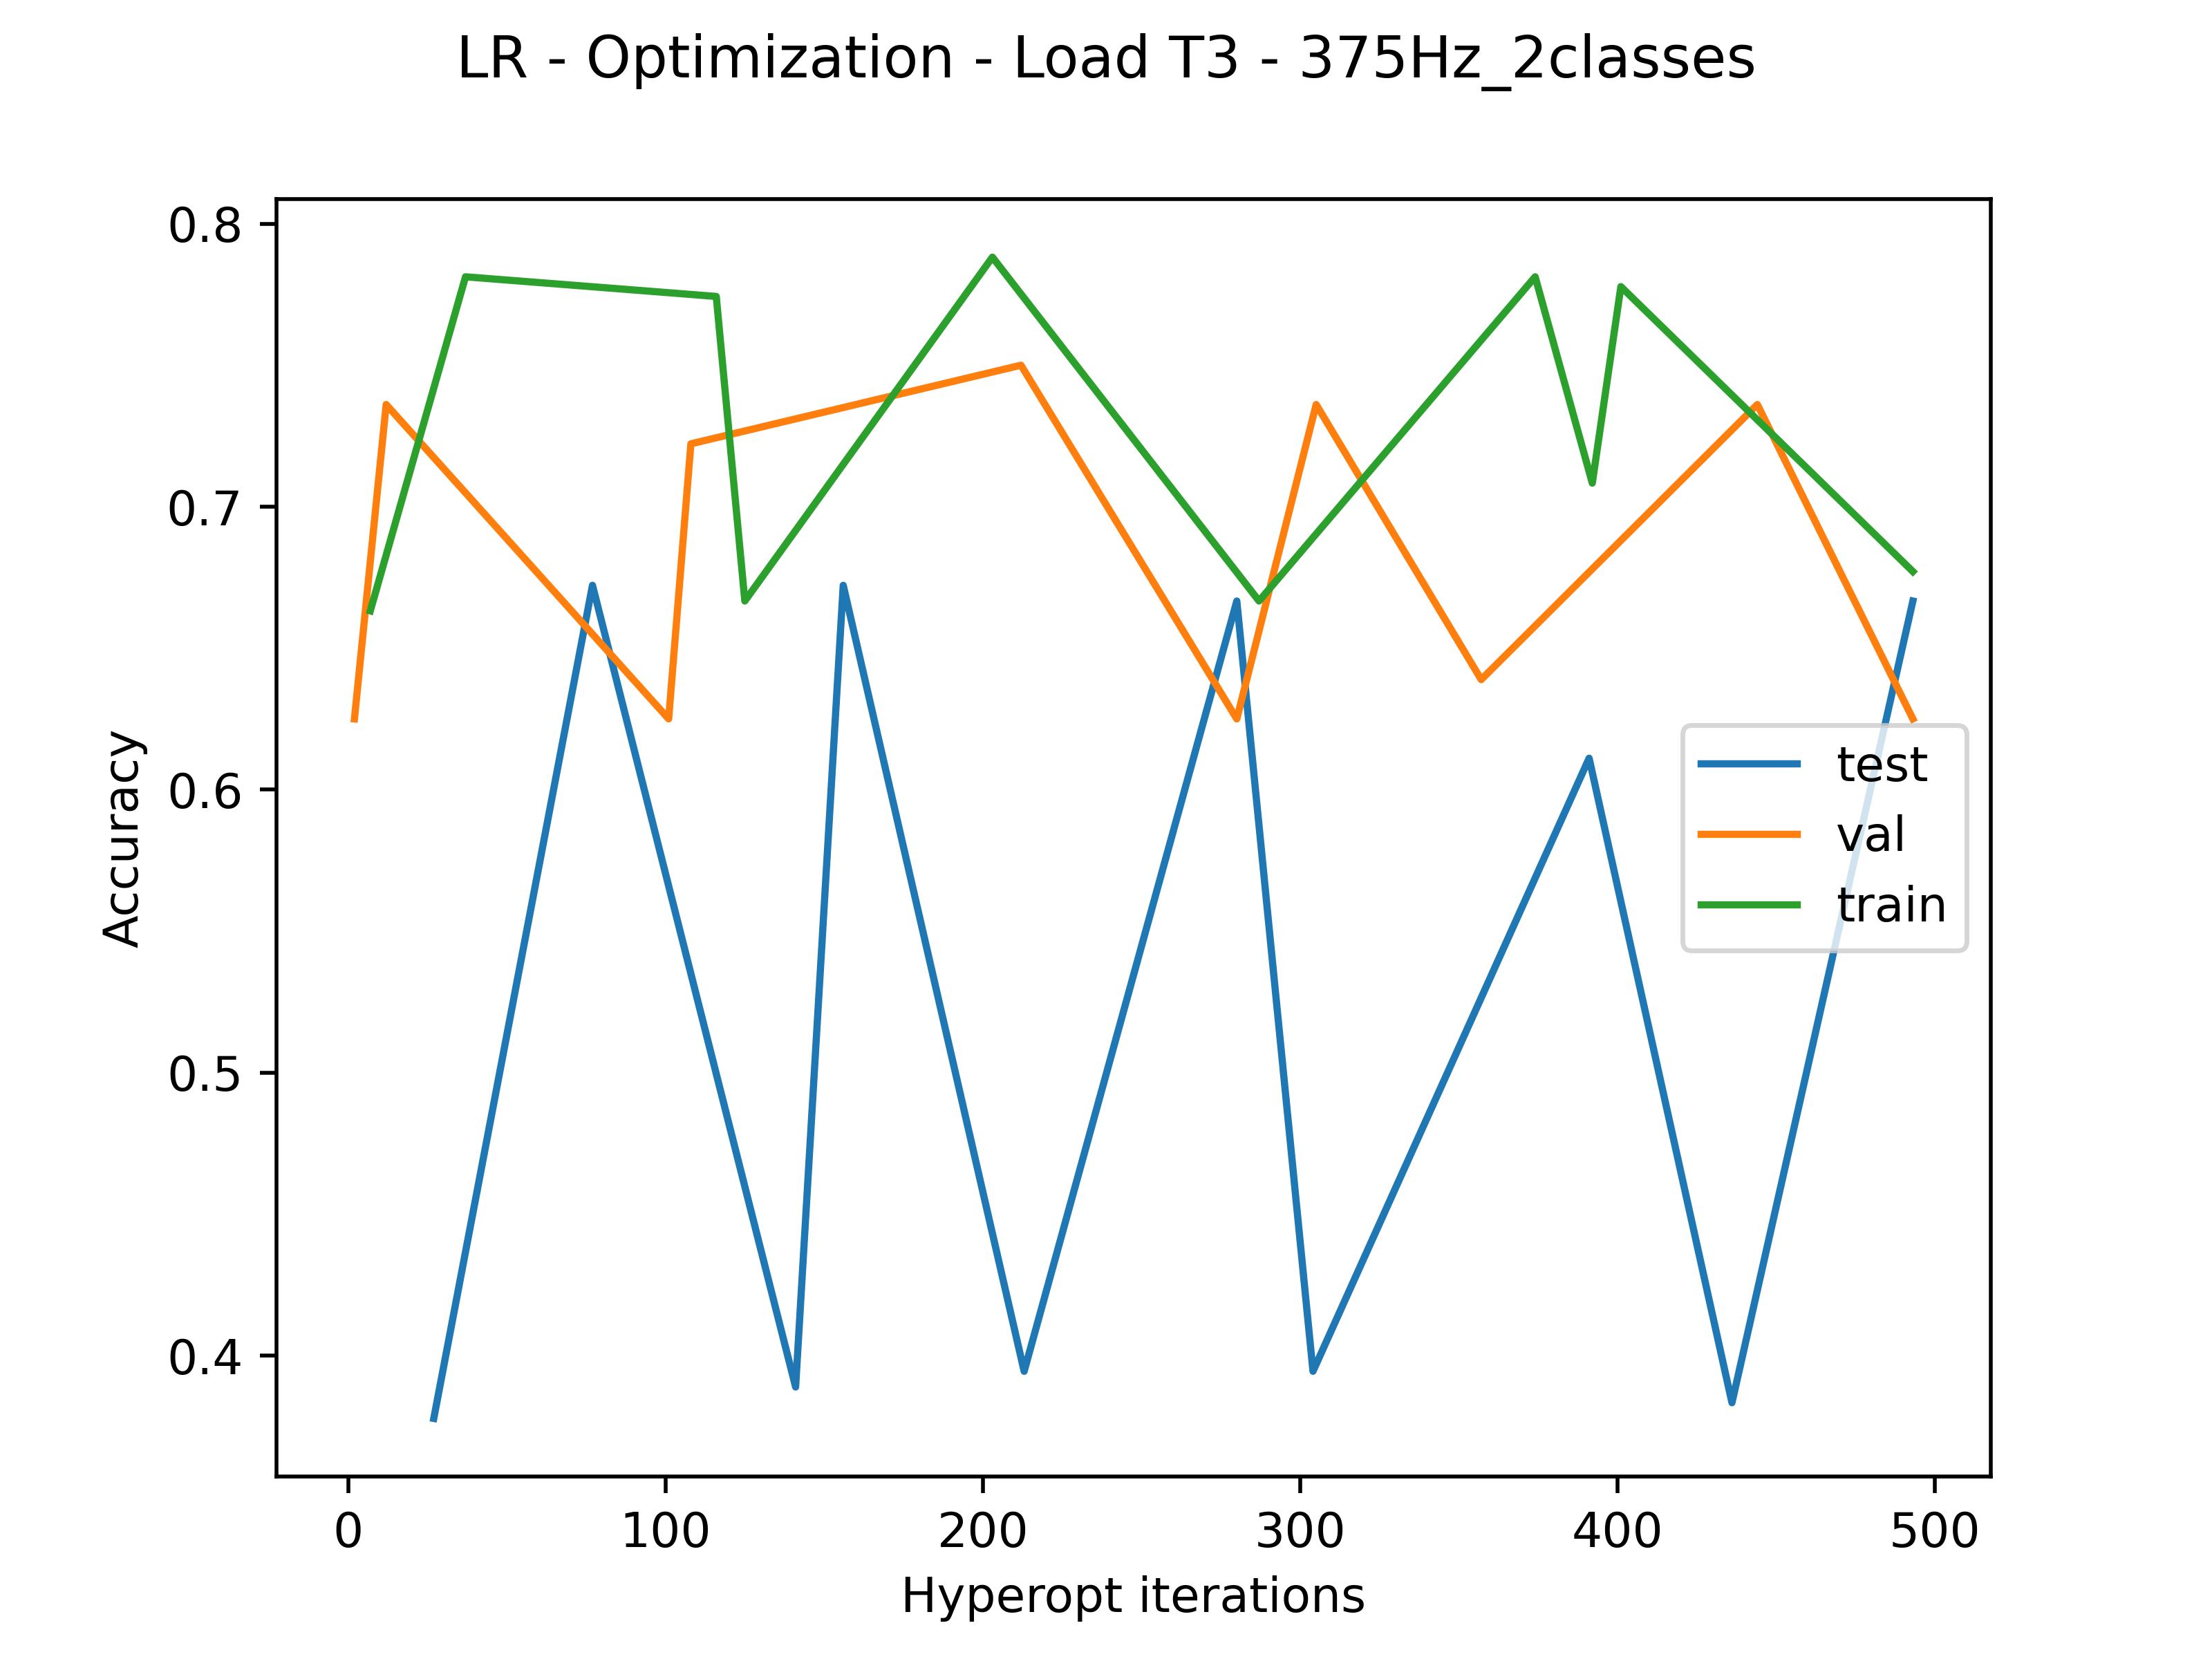 LR - Optimization - Load T3 - 375Hz_2classes
0.8
0.7
0.6
0.5
0.4
Accuracy
test
val
train
0 100 200 300 400 500
Hyperopt iterations